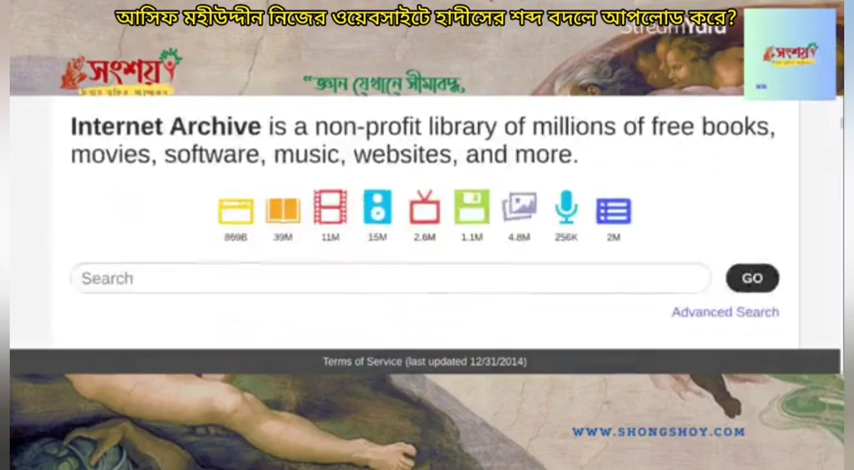 আসিফ মহীউদ্দীন নিজের ওয়েবসাইটে হাদীসের শব্দ বদলে আপলোড করে?
StreamYard
সংশয়
সংশয়
"জ্ঞান যেখানে সীমাবদ্ধ,
Internet Archive is a non-profit library of millions of free books,
movies, software, music, websites, and more.
869B 39M 11M 15M 2.6M 1.1M 4.8M 256K 2M
Search GO
Advanced Search
Terms of Service (last updated 12/31/2014)
WWW.SHONGSHOY.COM